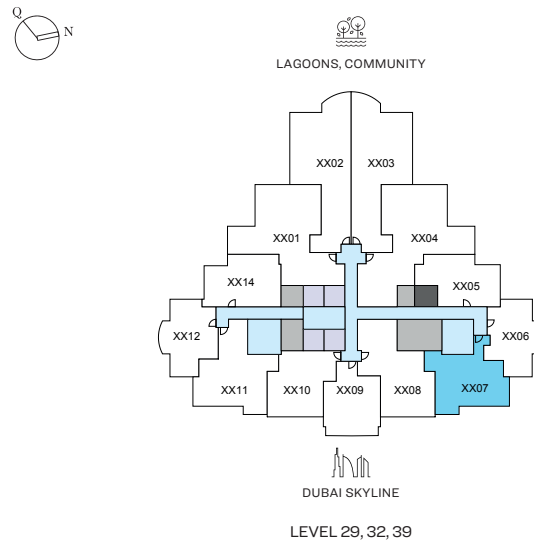 Q
N
LAGOONS, COMMUNITY
XX02
XX03
XX01
XX04
XX14
XX05
XX12
XX06
XX11
XX10
XX09
XX08
XX07
DUBAI SKYLINE
LEVEL 29, 32, 39